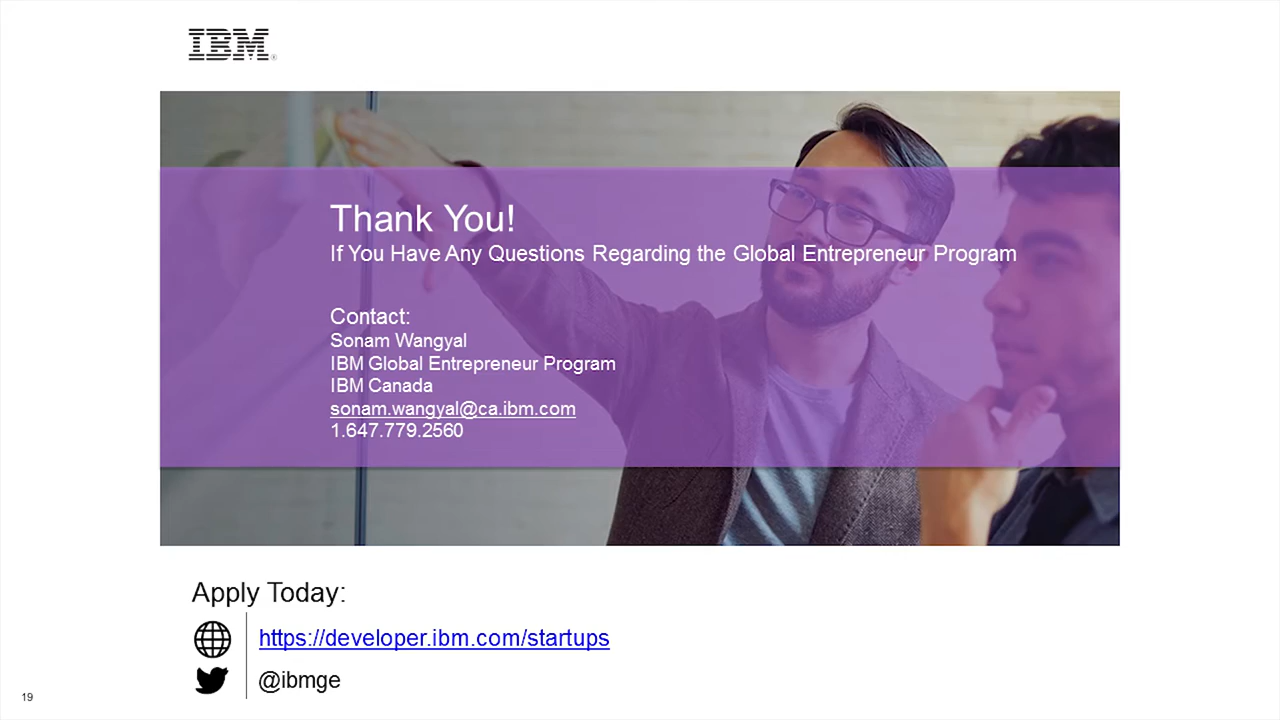 IBM®
Thank You!
If You Have Any Questions Regarding the Global Entrepreneur Program
Contact:
Sonam Wangyal
IBM Global Entrepreneur Program
IBM Canada
sonam.wangyal@ca.ibm.com
1.647.779.2560
Apply Today:
https://developer.ibm.com/startups
@ibmge
19